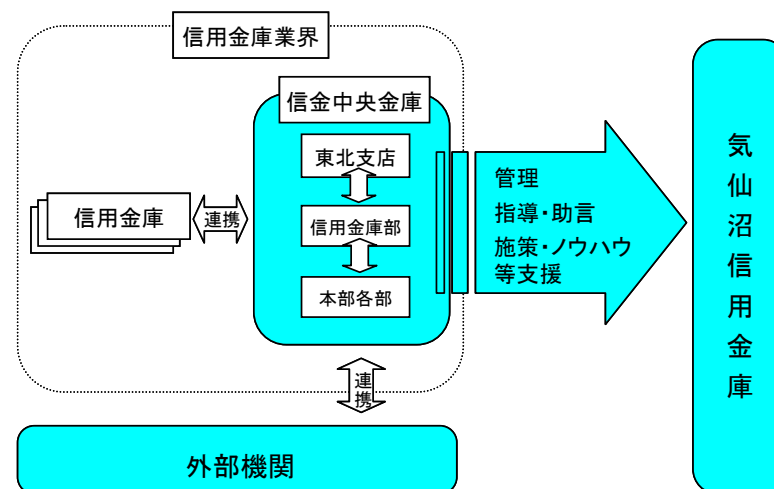 信用金庫業界
信金中央金庫
東北支店
信用金庫
連携
信用金庫部
本部各部
管理
指導・助言
施策・ノウハウ
等支援
気仙沼信用金庫
連携
外部機関